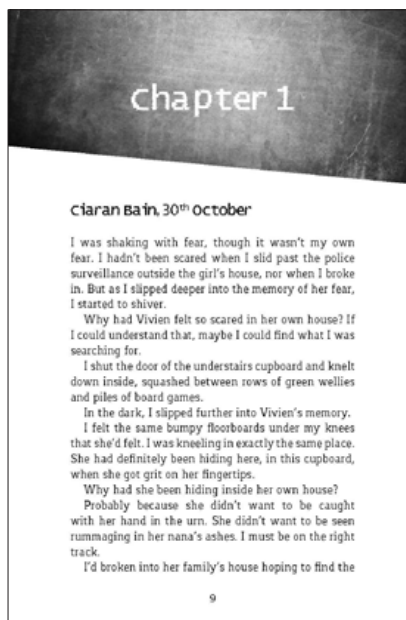 Chapter 1
Ciaran Bain, 30th October
I was shaking with fear, though it wasn't my own
fear. I hadn't been scared when I slid past the police
surveillance outside the girl's house, nor when I broke
in. But as I slipped deeper into the memory of her fear,
I started to shiver.
Why had Vivien felt so scared in her own house? If
I could understand that, maybe I could find what I was
searching for.
I shut the door of the understairs cupboard and knelt
down inside, squashed between rows of green wellies
and piles of board games.
In the dark, I slipped further into Vivien's memory.
I felt the same bumpy floorboards under my knees
that she'd felt. I was kneeling in exactly the same place.
She had definitely been hiding here, in this cupboard,
when she got grit on her fingertips.
Why had she been hiding inside her own house?
Probably because she didn't want to be caught
with her hand in the urn. She didn't want to be seen
rummaging in her nana's ashes. I must be on the right
track.
I'd broken into her family's house hoping to find the
9